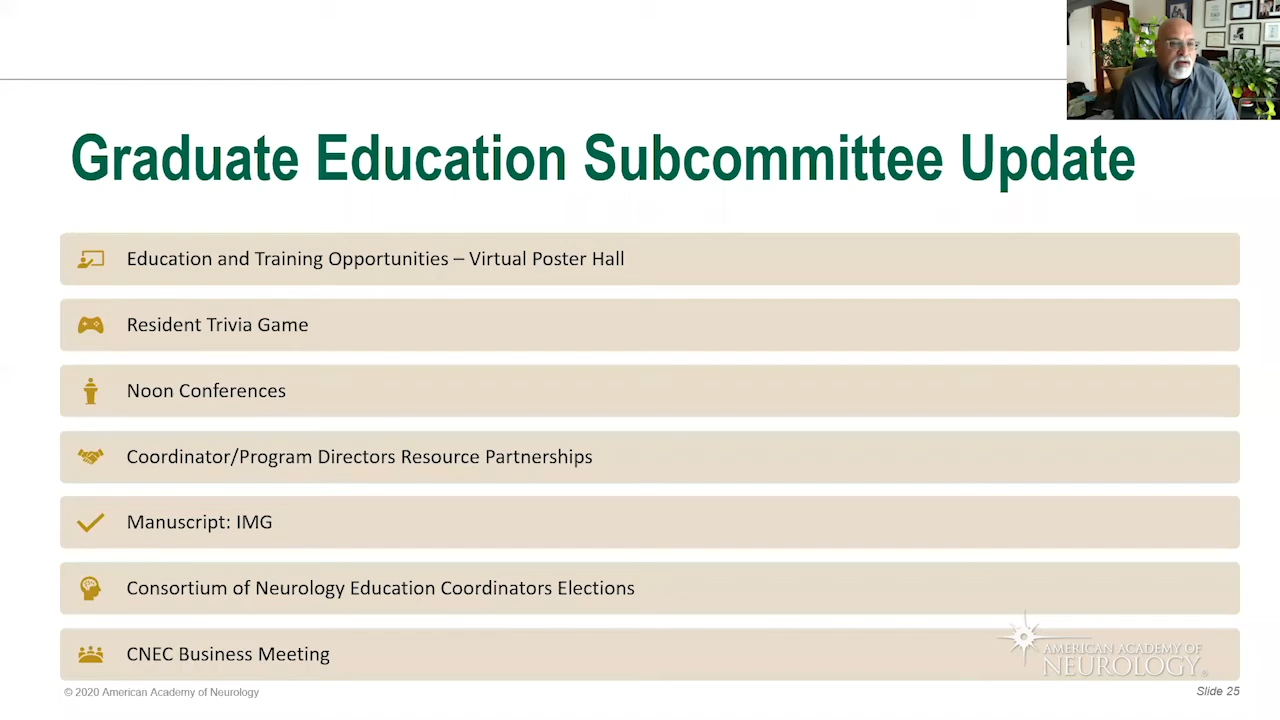 Graduate Education Subcommittee Update
Education and Training Opportunities – Virtual Poster Hall
Resident Trivia Game
Noon Conferences
Coordinator/Program Directors Resource Partnerships
Manuscript: IMG
Consortium of Neurology Education Coordinators Elections
CNEC Business Meeting
AMERICAN ACADEMY OF
NEUROLOGY®
© 2020 American Academy of Neurology
Slide 25